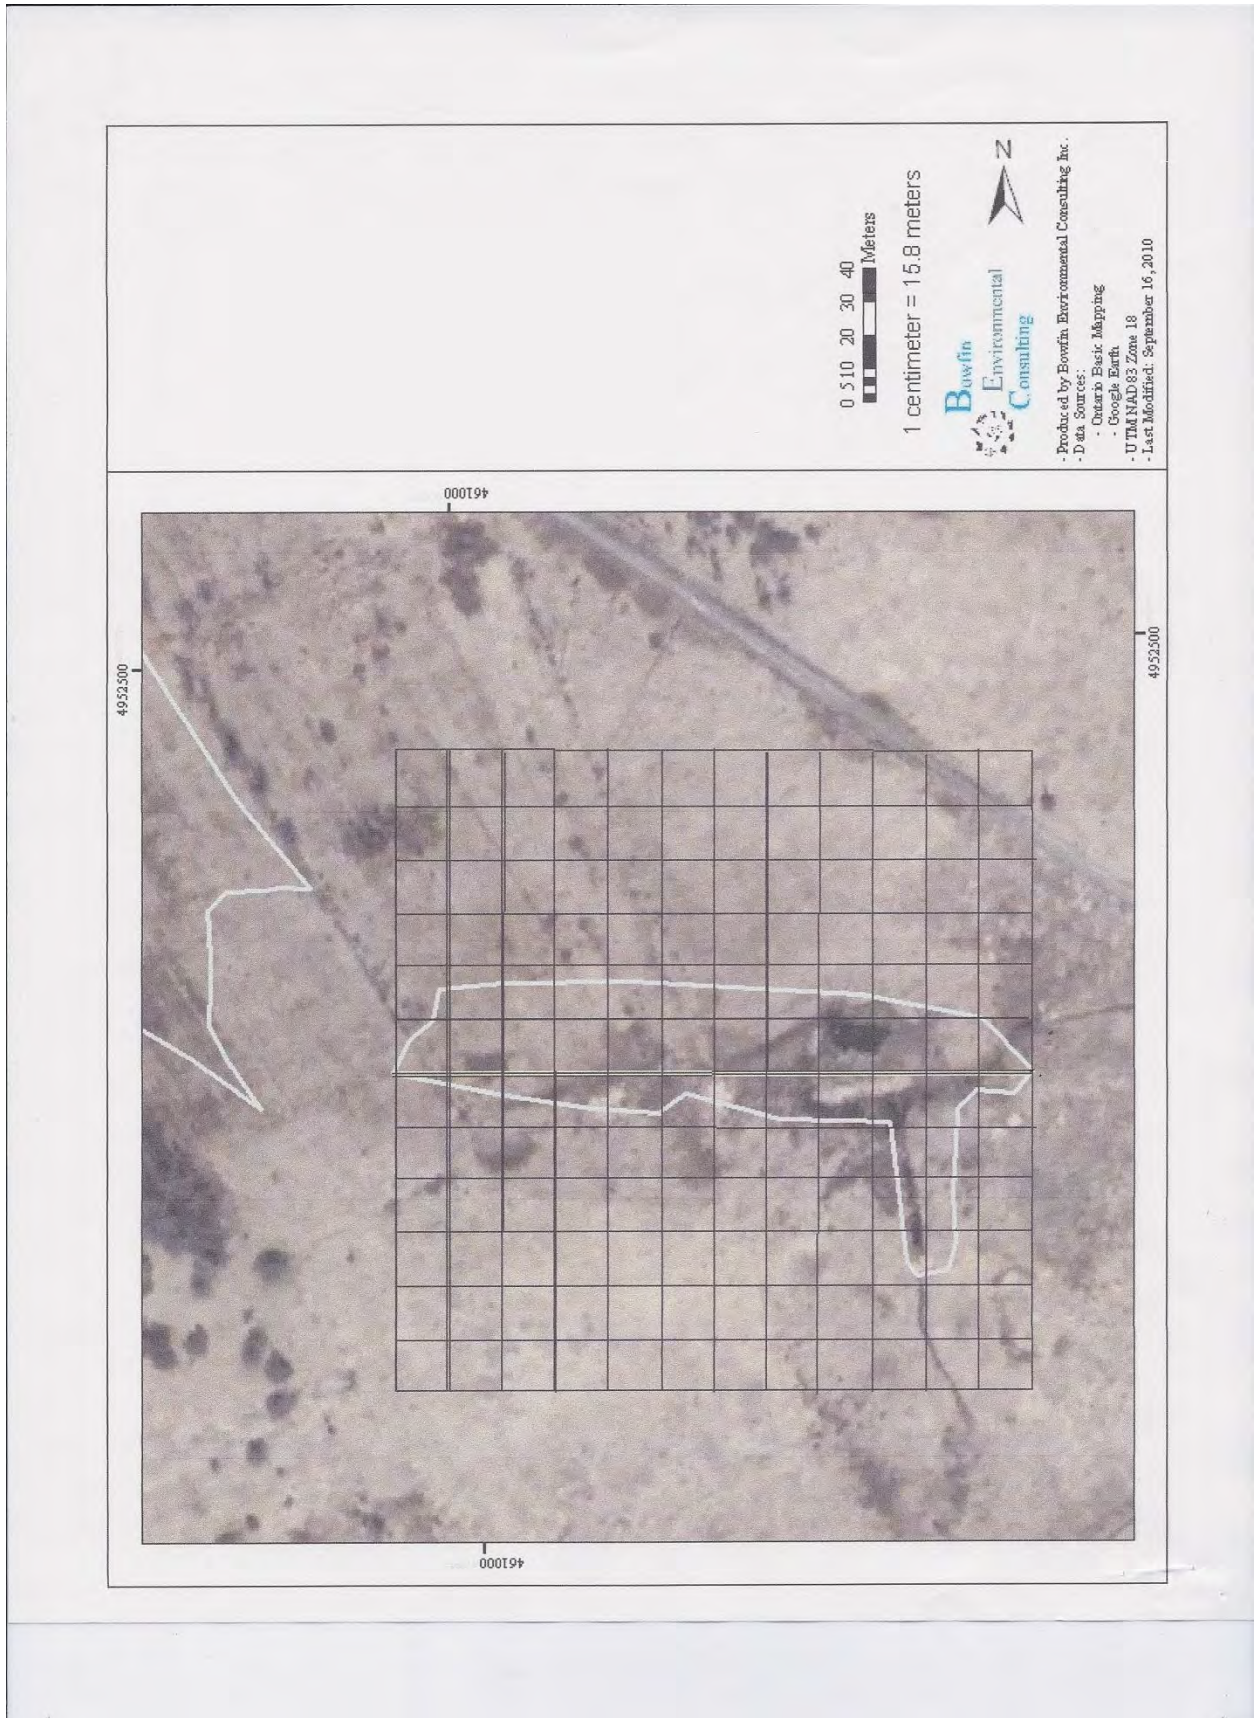 4952500
461000
0 5 10 20 30 40
Meters
1 centimeter = 15.8 meters
Bowfin
Environmental
Consulting
N
- Produced by Bowfin Environmental Consulting Inc.
- Data Sources:
- Ontario Basic Mapping
- Google Earth
- UTM NAD 83 Zone 18
- Last Modified: September 16, 2010
461000
4952500